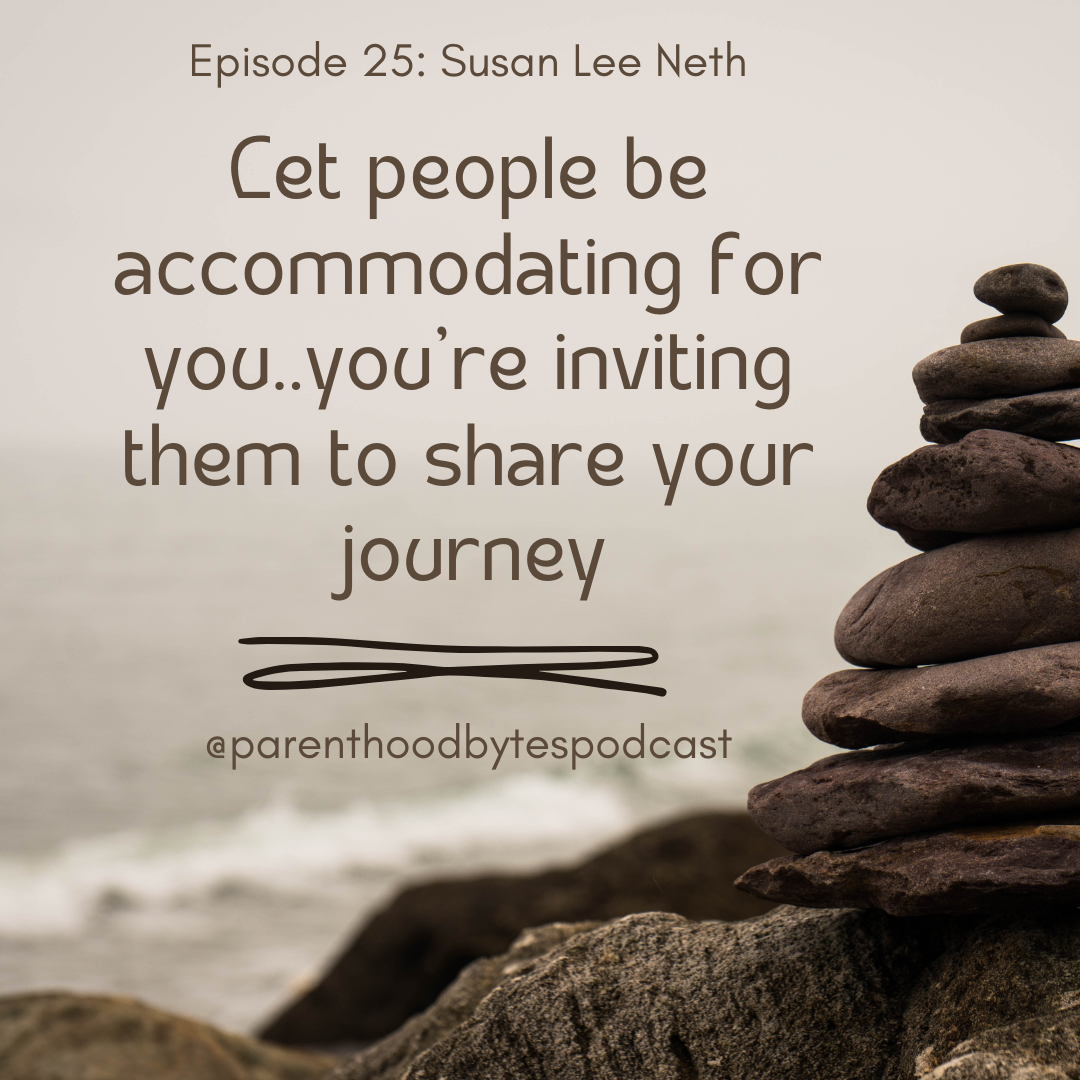 Episode 25: Susan Lee Neth
Let people be
accommodating for
you..you're inviting
them to share your
journey
@parenthoodbytespodcast